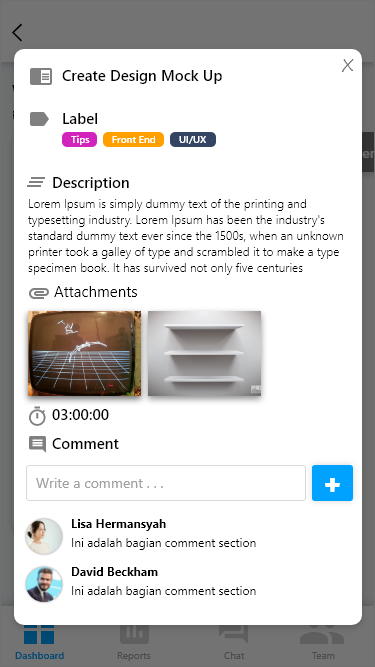 Create Design Mock Up
X
Label
Tips Front End UI/UX
Description
Lorem Ipsum is simply dummy text of the printing and
typesetting industry. Lorem Ipsum has been the industry's
standard dummy text ever since the 1500s, when an unknown
printer took a galley of type and scrambled it to make a type
specimen book. It has survived not only five centuries
Attachments
03:00:00
Comment
Write a comment . . .
Lisa Hermansyah
Ini adalah bagian comment section
David Beckham
Ini adalah bagian comment section
Dashboard Reports Chat Team